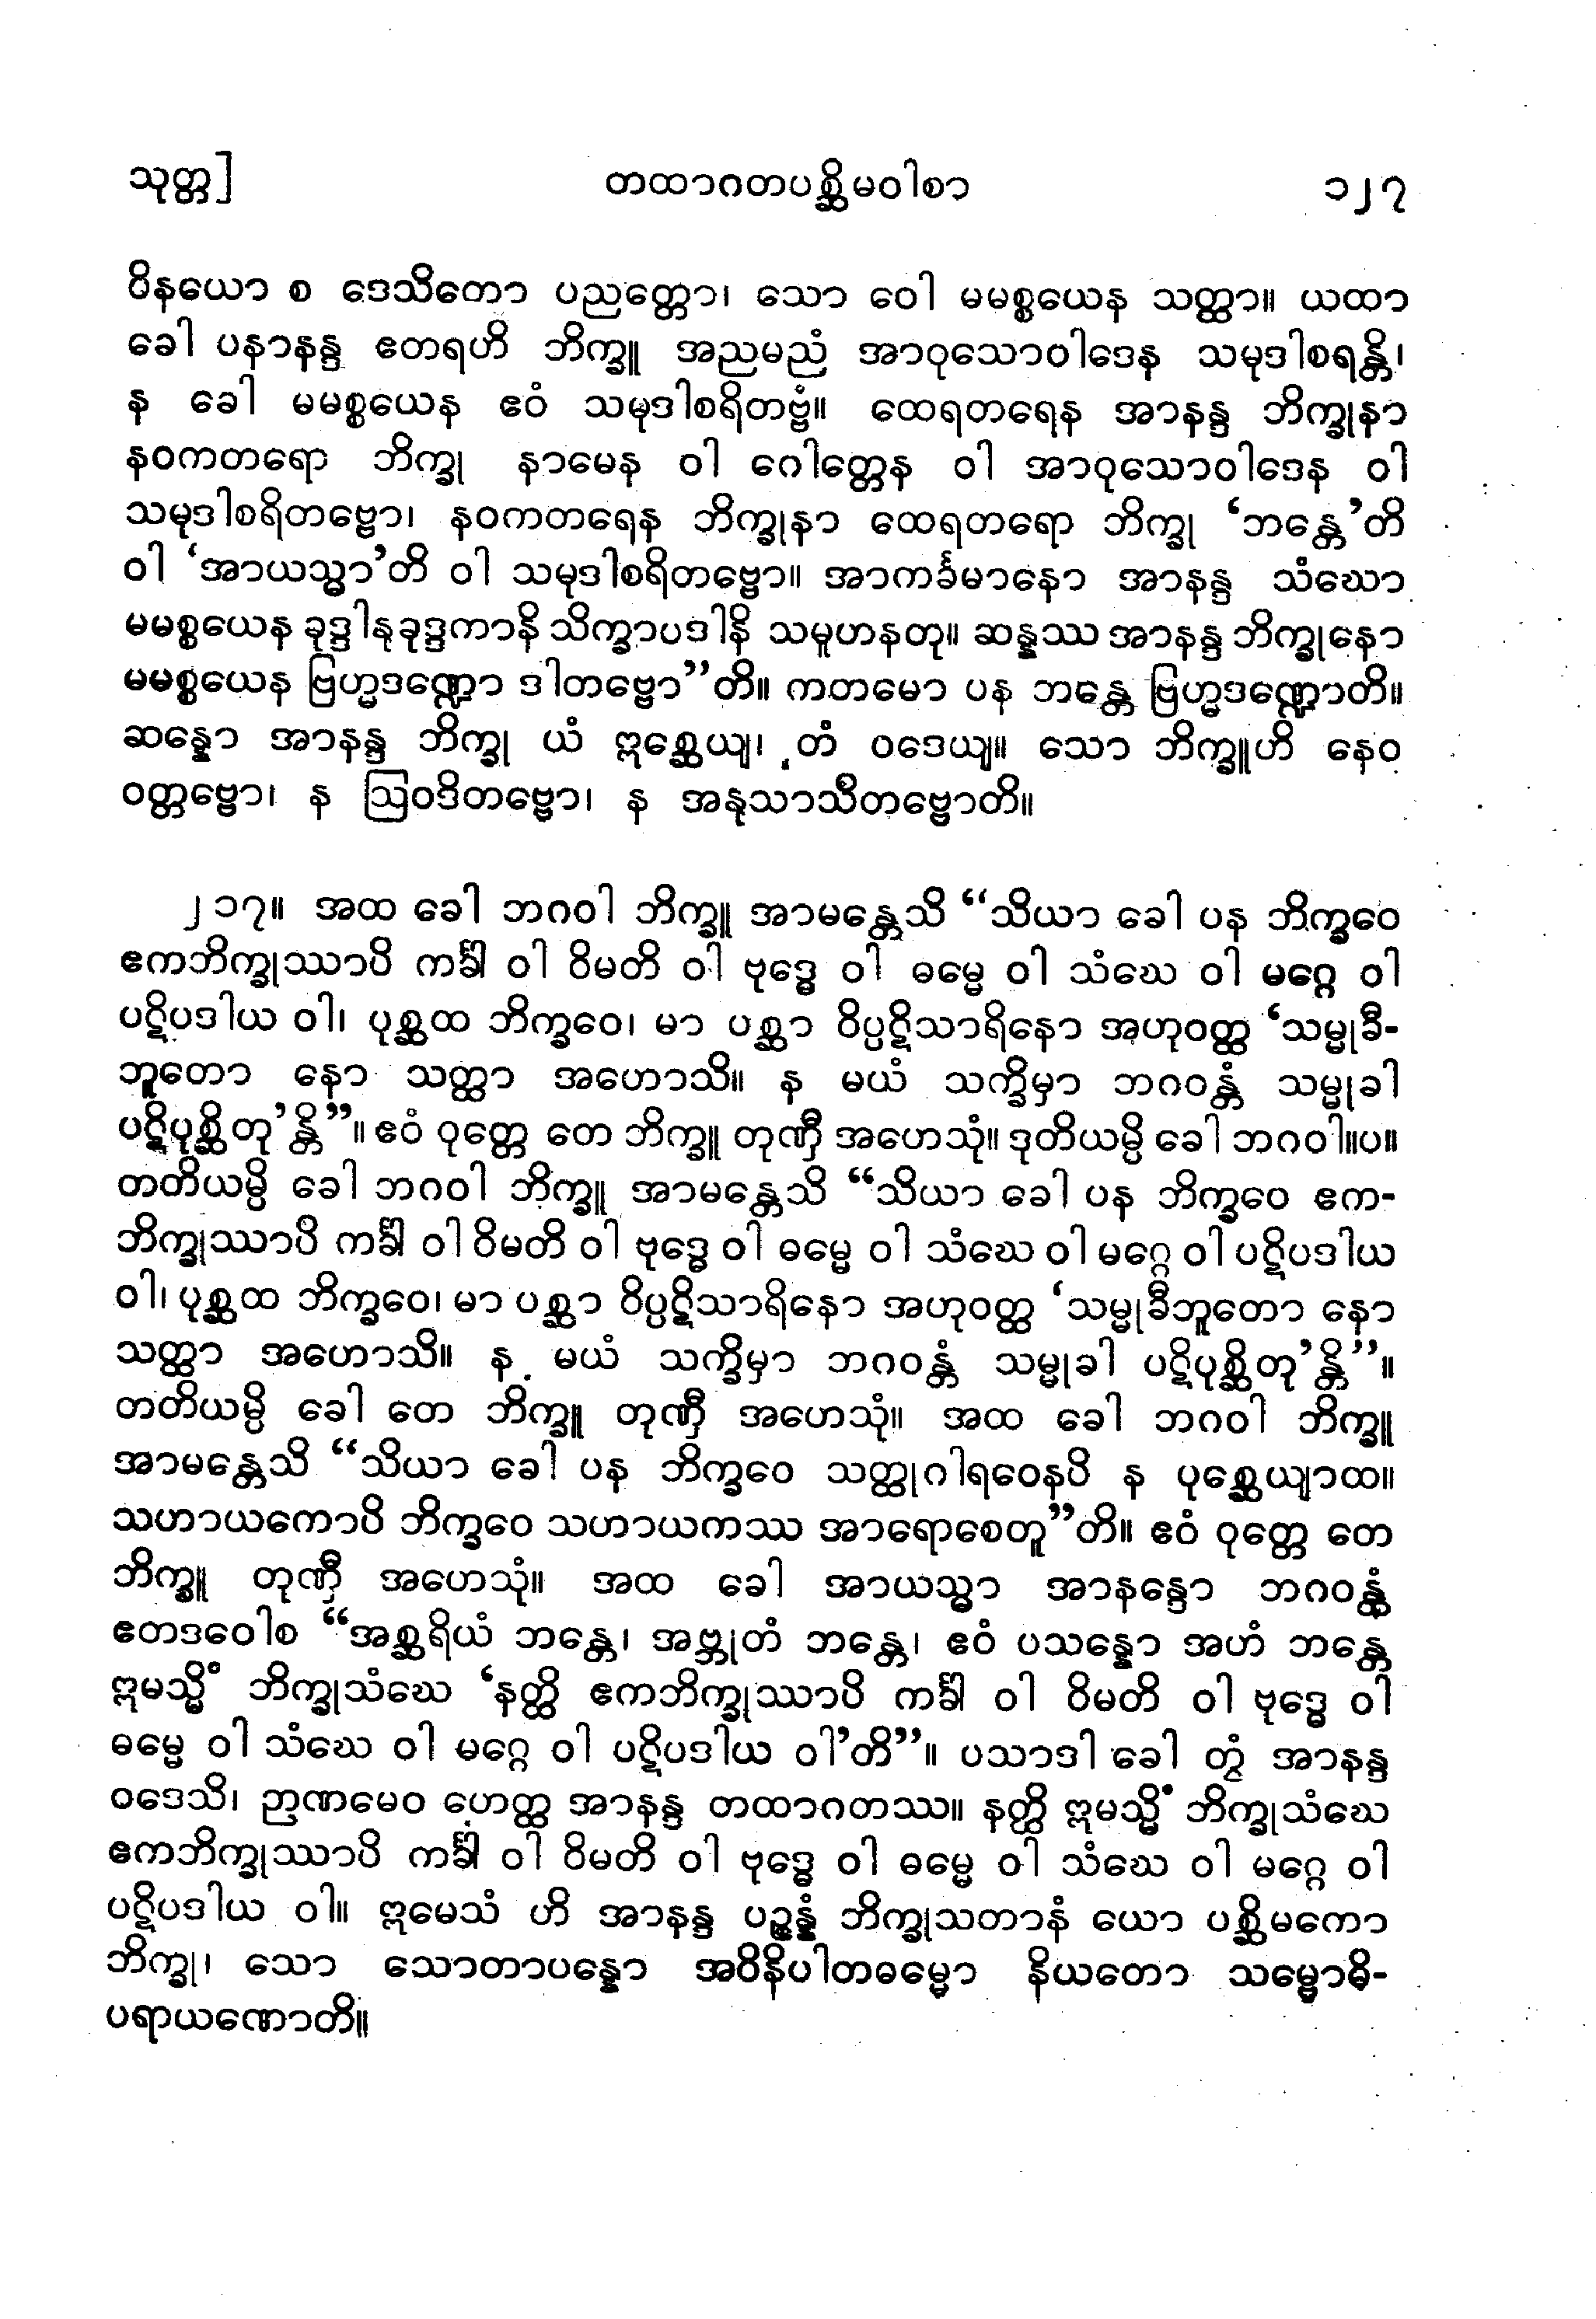 သုတ္တ] တထာဂတပစ္ဆိမဝါစာ ၁၂၇
ဝိနယော စ ဒေသိတော ပညတ္တော၊ သော ဝေါ မမစ္စယေန သတ္ထာ။ ယထာ
ခေါ ပနာနန္ဒ ဧတရဟိ ဘိက္ခူ အညမညံ အာဝုသောဝါဒေန သမုဒါစရန္တိ၊
န ခေါ မမစ္စယေန ဧဝံ သမုဒါစရိတဗ္ဗံ။ ထေရတရေန အာနန္ဒ ဘိက္ခုနာ
နဝကတရော ဘိက္ခု နာမေန ဝါ ဂေါတ္တေန ဝါ အာဝုသောဝါဒေန ဝါ
သမုဒါစရိတဗ္ဗော၊ နဝကတရေန ဘိက္ခုနာ ထေရတရော ဘိက္ခု ‘ဘန္တေ’တိ
ဝါ ‘အာယသ္မာ’တိ ဝါ သမုဒါစရိတဗ္ဗော။ အာကင်္ခမာနော အာနန္ဒ သံဃော
မမစ္စယေန ခုဒ္ဒါနုခုဒ္ဒကာနိ သိက္ခာပဒါနိ သမူဟနတု။ ဆန္နဿ အာနန္ဒ ဘိက္ခုနော
မမစ္စယေန ဗြဟ္မဒဏ္ဍော ဒါတဗ္ဗော”တိ။ ကတမော ပန ဘန္တေ ဗြဟ္မဒဏ္ဍောတိ။
ဆန္နော အာနန္ဒ ဘိက္ခု ယံ ဣစ္ဆေယျ၊ တံ ဝဒေယျ။ သော ဘိက္ခူဟိ နေဝ
ဝတ္တဗ္ဗော၊ န ဩဝဒိတဗ္ဗော၊ န အနုသာသိတဗ္ဗောတိ။
၂၁၇။ အထ ခေါ ဘဂဝါ ဘိက္ခူ အာမန္တေသိ “သိယာ ခေါ ပန ဘိက္ခဝေ
ဧကဘိက္ခုဿာပိ ကင်္ခါ ဝါ ဝိမတိ ဝါ ဗုဒ္ဓေ ဝါ ဓမ္မေ ဝါ သံဃေ ဝါ မဂ္ဂေ ဝါ
ပဋိပဒါယ ဝါ၊ ပုစ္ဆထ ဘိက္ခဝေ၊ မာ ပစ္ဆာ ဝိပ္ပဋိသာရိနော အဟုဝတ္ထ ‘သမ္မုခီ-
ဘူတော နော သတ္ထာ အဟောသိ။ န မယံ သက္ခိမှာ ဘဂဝန္တံ သမ္မုခါ
ပဋိပုစ္ဆိတု’န္တိ”။ ဧဝံ ဝုတ္တေ တေ ဘိက္ခူ တုဏှီ အဟေသုံ။ ဒုတိယမ္ပိ ခေါ ဘဂဝါ။ပ။
တတိယမ္ပိ ခေါ ဘဂဝါ ဘိက္ခူ အာမန္တေသိ “သိယာ ခေါ ပန ဘိက္ခဝေ ဧက-
ဘိက္ခုဿာပိ ကင်္ခါ ဝါ ဝိမတိ ဝါ ဗုဒ္ဓေ ဝါ ဓမ္မေ ဝါ သံဃေ ဝါ မဂ္ဂေ ဝါ ပဋိပဒါယ
ဝါ၊ ပုစ္ဆထ ဘိက္ခဝေ၊ မာ ပစ္ဆာ ဝိပ္ပဋိသာရိနော အဟုဝတ္ထ ‘သမ္မုခီဘူတော နော
သတ္ထာ အဟောသိ။ န မယံ သက္ခိမှာ ဘဂဝန္တံ သမ္မုခါ ပဋိပုစ္ဆိတု’န္တိ”။
တတိယမ္ပိ ခေါ တေ ဘိက္ခူ တုဏှီ အဟေသုံ။ အထ ခေါ ဘဂဝါ ဘိက္ခူ
အာမန္တေသိ “သိယာ ခေါ ပန ဘိက္ခဝေ သတ္ထုဂါရဝေနပိ န ပုစ္ဆေယျာထ။
သဟာယကောပိ ဘိက္ခဝေ သဟာယကဿ အာရောစေတူ”တိ။ ဧဝံ ဝုတ္တေ တေ
ဘိက္ခူ တုဏှီ အဟေသုံ။ အထ ခေါ အာယသ္မာ အာနန္ဒော ဘဂဝန္တံ
ဧတဒဝေါစ “အစ္ဆရိယံ ဘန္တေ၊ အဗ္ဘုတံ ဘန္တေ၊ ဧဝံ ပသန္နော အဟံ ဘန္တေ
ဣမသ္မိံ ဘိက္ခုသံဃေ ‘နတ္ထိ ဧကဘိက္ခုဿာပိ ကင်္ခါ ဝါ ဝိမတိ ဝါ ဗုဒ္ဓေ ဝါ
ဓမ္မေ ဝါ သံဃေ ဝါ မဂ္ဂေ ဝါ ပဋိပဒါယ ဝါ’တိ”။ ပသာဒါ ခေါ တွံ အာနန္ဒ
ဝဒေသိ၊ ဉာဏမေဝ ဟေတ္ထ အာနန္ဒ တထာဂတဿ။ နတ္ထိ ဣမသ္မိံ ဘိက္ခုသံဃေ
ဧကဘိက္ခုဿာပိ ကင်္ခါ ဝါ ဝိမတိ ဝါ ဗုဒ္ဓေ ဝါ ဓမ္မေ ဝါ သံဃေ ဝါ မဂ္ဂေ ဝါ
ပဋိပဒါယ ဝါ။ ဣမေသံ ဟိ အာနန္ဒ ပဉ္စန္နံ ဘိက္ခုသတာနံ ယော ပစ္ဆိမကော
ဘိက္ခု၊ သော သောတာပန္နော အဝိနိပါတဓမ္မော နိယတော သမ္ဗောဓိ-
ပရာယဏောတိ။